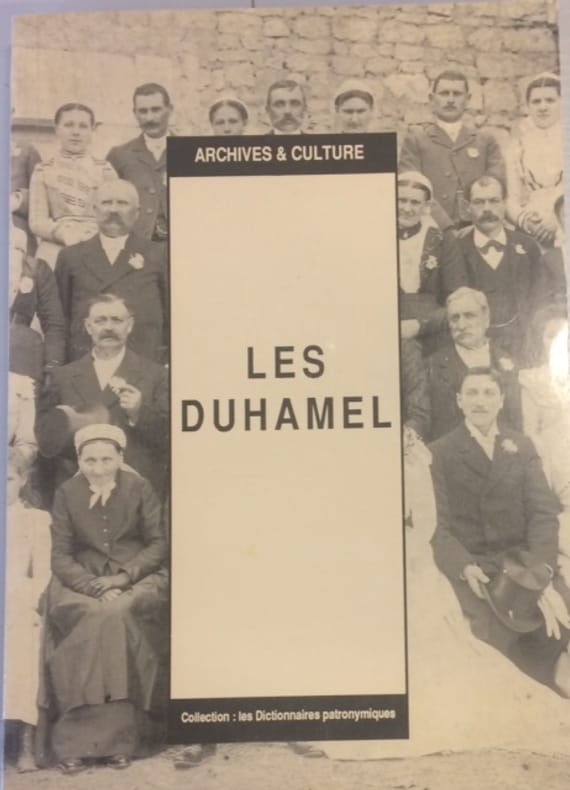 ARCHIVES & CULTURE
LES
DUHAMEL
Collection : les Dictionnaires patronymiques